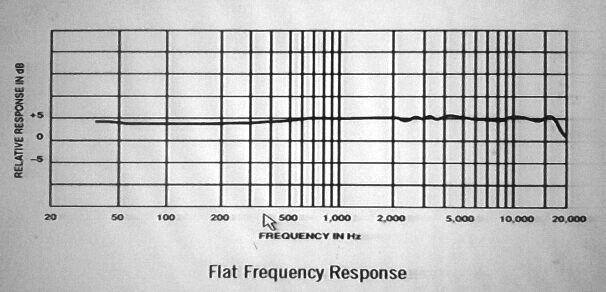 RELATIVE RESPONSE IN dB
+5
0
−5
20 50 100 200 500 1,000 2,000 5,000 10,000 20,000
FREQUENCY IN Hz
Flat Frequency Response